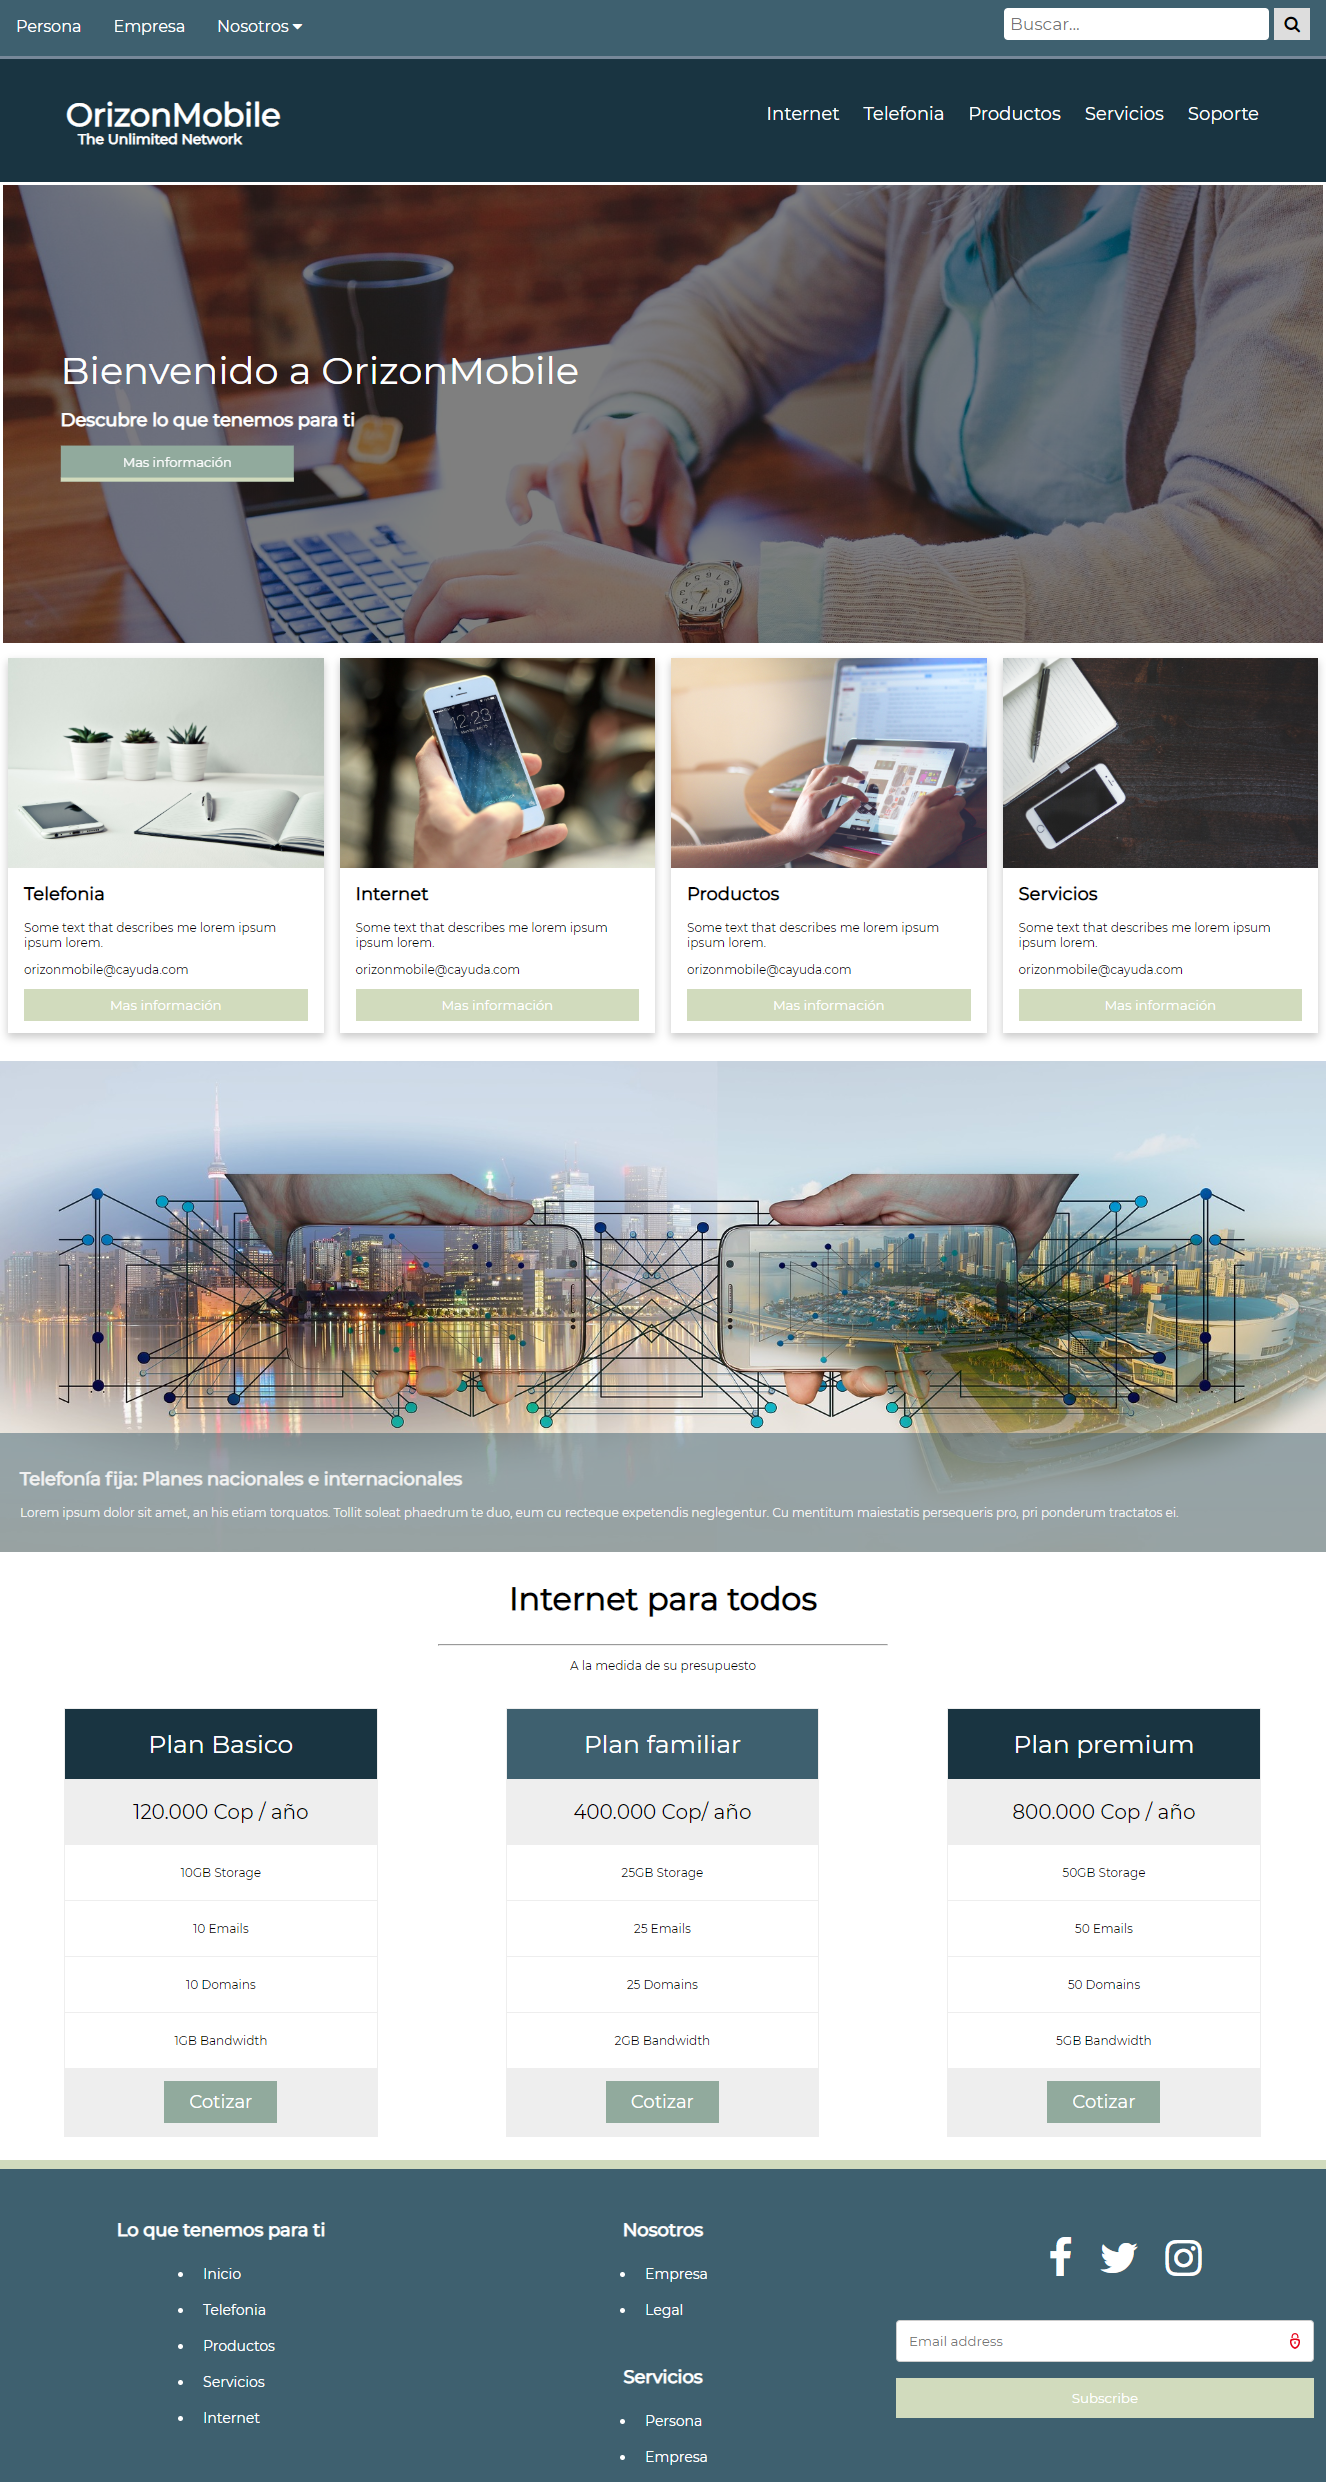 Persona Empresa Nosotros
Buscar...
OrizonMobile
The Unlimited Network
Internet Telefonia Productos Servicios Soporte
Bienvenido a OrizonMobile
Descubre lo que tenemos para ti
Mas información
12:23
Telefonia
Some text that describes me lorem ipsum
ipsum lorem.
orizonmobile@cayuda.com
Mas información
Internet
Some text that describes me lorem ipsum
ipsum lorem.
orizonmobile@cayuda.com
Mas información
Productos
Some text that describes me lorem ipsum
ipsum lorem.
orizonmobile@cayuda.com
Mas información
Servicios
Some text that describes me lorem ipsum
ipsum lorem.
orizonmobile@cayuda.com
Mas información
Telefonía fija: Planes nacionales e internacionales
Lorem ipsum dolor sit amet, an his etiam torquatos. Tollit soleat phaedrum te duo, eum cu recteque expetendis neglegentur. Cu mentitum maiestatis persequeris pro, pri ponderum tractatos ei.
Internet para todos
A la medida de su presupuesto
Plan Basico
120.000 Cop / año
10GB Storage
10 Emails
10 Domains
1GB Bandwidth
Cotizar
Plan familiar
400.000 Cop/ año
25GB Storage
25 Emails
25 Domains
2GB Bandwidth
Cotizar
Plan premium
800.000 Cop / año
50GB Storage
50 Emails
50 Domains
5GB Bandwidth
Cotizar
Lo que tenemos para ti
Inicio
Telefonia
Productos
Servicios
Internet
Nosotros
Empresa
Legal
Servicios
Persona
Empresa
Email address
Subscribe